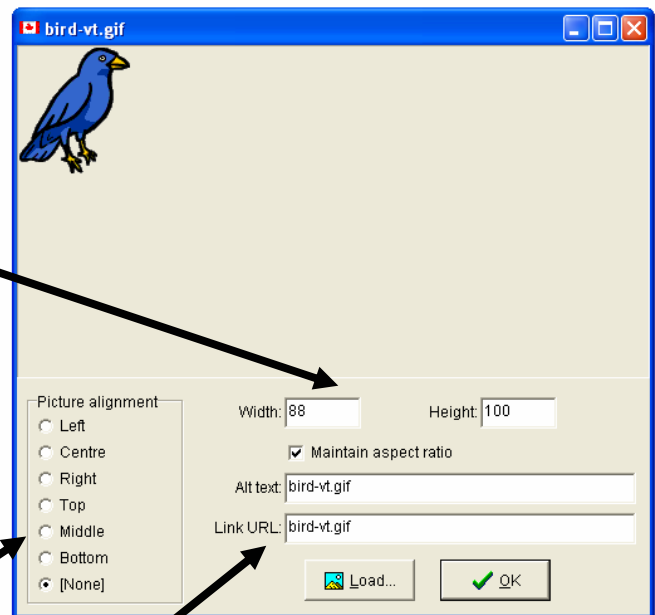 bird-vt.gif
Picture alignment
Left
Centre
Right
Top
Middle
Bottom
[None]
Width: 88 Height: 100
Maintain aspect ratio
Alt text: bird-vt.gif
Link URL: bird-vt.gif
Load... OK